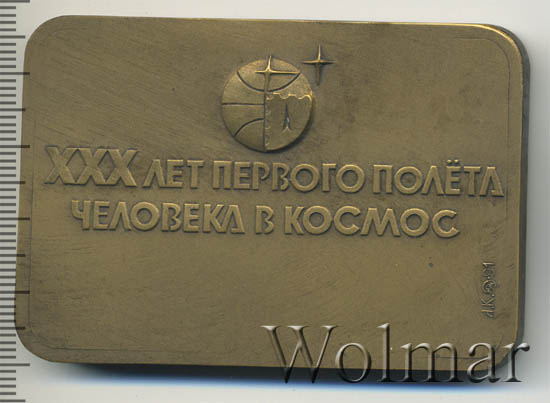 XXX ЛЕТ ПЕРВОГО ПОЛЁТА
ЧЕЛОВЕКА В КОСМОС
Wolmar